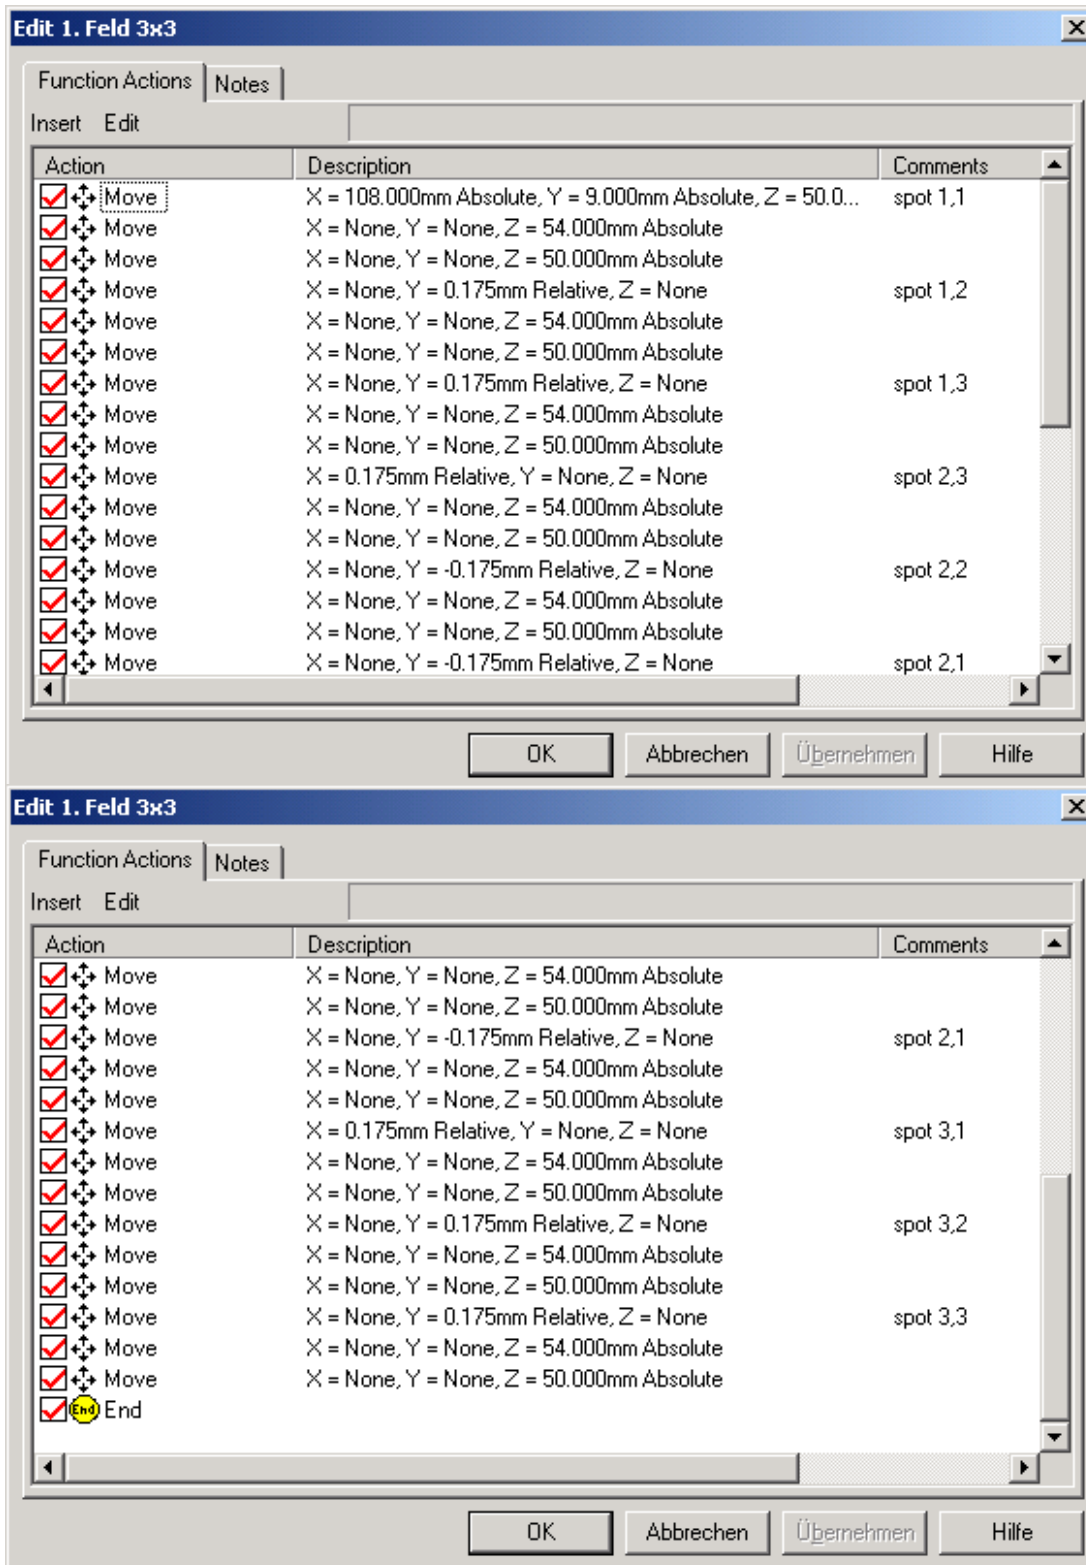 Edit 1. Feld 3x3
Function Actions Notes
Insert Edit
Action Description Comments
Move X = 108.000mm Absolute, Y = 9.000mm Absolute, Z = 50.0... spot 1,1
Move X = None, Y = None, Z = 54.000mm Absolute
Move X = None, Y = None, Z = 50.000mm Absolute
Move X = None, Y = 0.175mm Relative, Z = None spot 1,2
Move X = None, Y = None, Z = 54.000mm Absolute
Move X = None, Y = None, Z = 50.000mm Absolute
Move X = None, Y = 0.175mm Relative, Z = None spot 1,3
Move X = None, Y = None, Z = 54.000mm Absolute
Move X = None, Y = None, Z = 50.000mm Absolute
Move X = 0.175mm Relative, Y = None, Z = None spot 2,3
Move X = None, Y = None, Z = 54.000mm Absolute
Move X = None, Y = None, Z = 50.000mm Absolute
Move X = None, Y = -0.175mm Relative, Z = None spot 2,2
Move X = None, Y = None, Z = 54.000mm Absolute
Move X = None, Y = None, Z = 50.000mm Absolute
Move X = None, Y = -0.175mm Relative, Z = None spot 2,1
OK Abbrechen Übernehmen Hilfe
Edit 1. Feld 3x3
Function Actions Notes
Insert Edit
Action Description Comments
Move X = None, Y = None, Z = 54.000mm Absolute
Move X = None, Y = None, Z = 50.000mm Absolute
Move X = None, Y = -0.175mm Relative, Z = None spot 2,1
Move X = None, Y = None, Z = 54.000mm Absolute
Move X = None, Y = None, Z = 50.000mm Absolute
Move X = 0.175mm Relative, Y = None, Z = None spot 3,1
Move X = None, Y = None, Z = 54.000mm Absolute
Move X = None, Y = None, Z = 50.000mm Absolute
Move X = None, Y = 0.175mm Relative, Z = None spot 3,2
Move X = None, Y = None, Z = 54.000mm Absolute
Move X = None, Y = None, Z = 50.000mm Absolute
Move X = None, Y = 0.175mm Relative, Z = None spot 3,3
Move X = None, Y = None, Z = 54.000mm Absolute
Move X = None, Y = None, Z = 50.000mm Absolute
End End
OK Abbrechen Übernehmen Hilfe